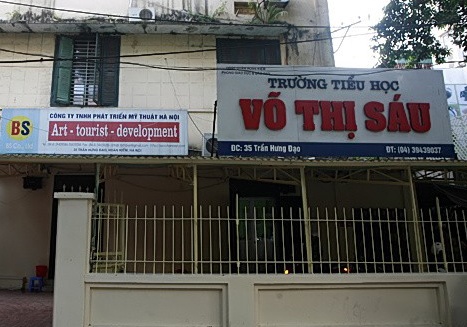 CÔNG TY TNHH PHÁT TRIỂN MỸ THUẬT HÀ NỘI
BS
Art - tourist - development
TRƯỜNG TIỂU HỌC
VÕ THỊ SÁU
ĐC: 35 Trần Hưng Đạo
ĐT: (04) 39439037